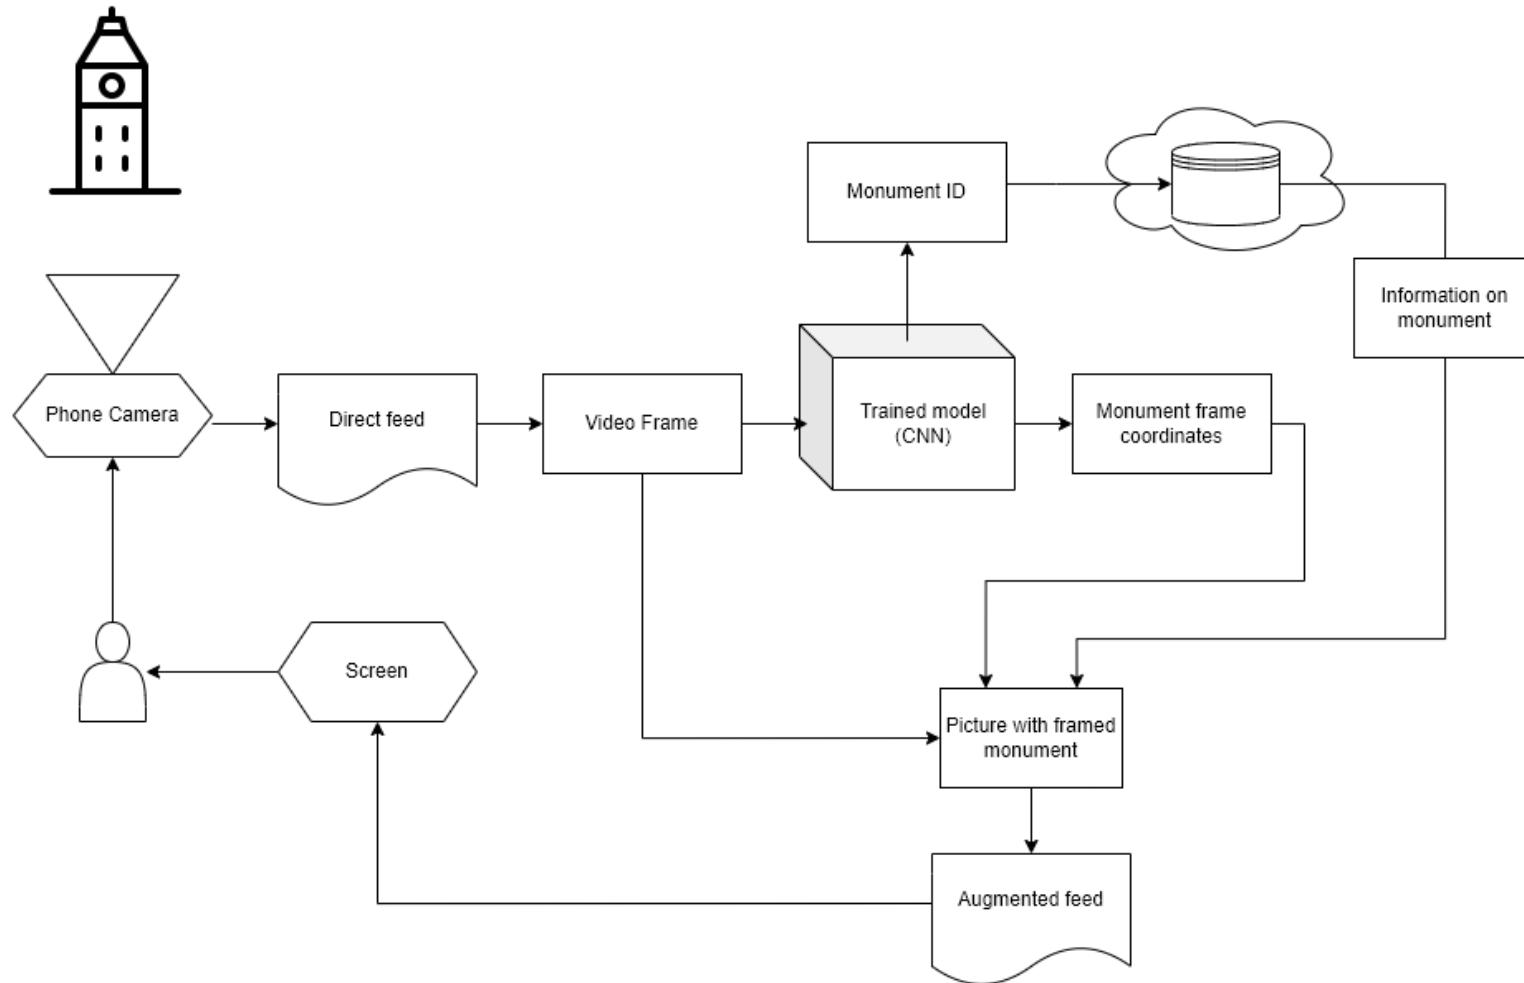 Monument ID
Information on
monument
Phone Camera
Direct feed
Video Frame
Trained model
(CNN)
Monument frame
coordinates
Screen
Picture with framed
monument
Augmented feed